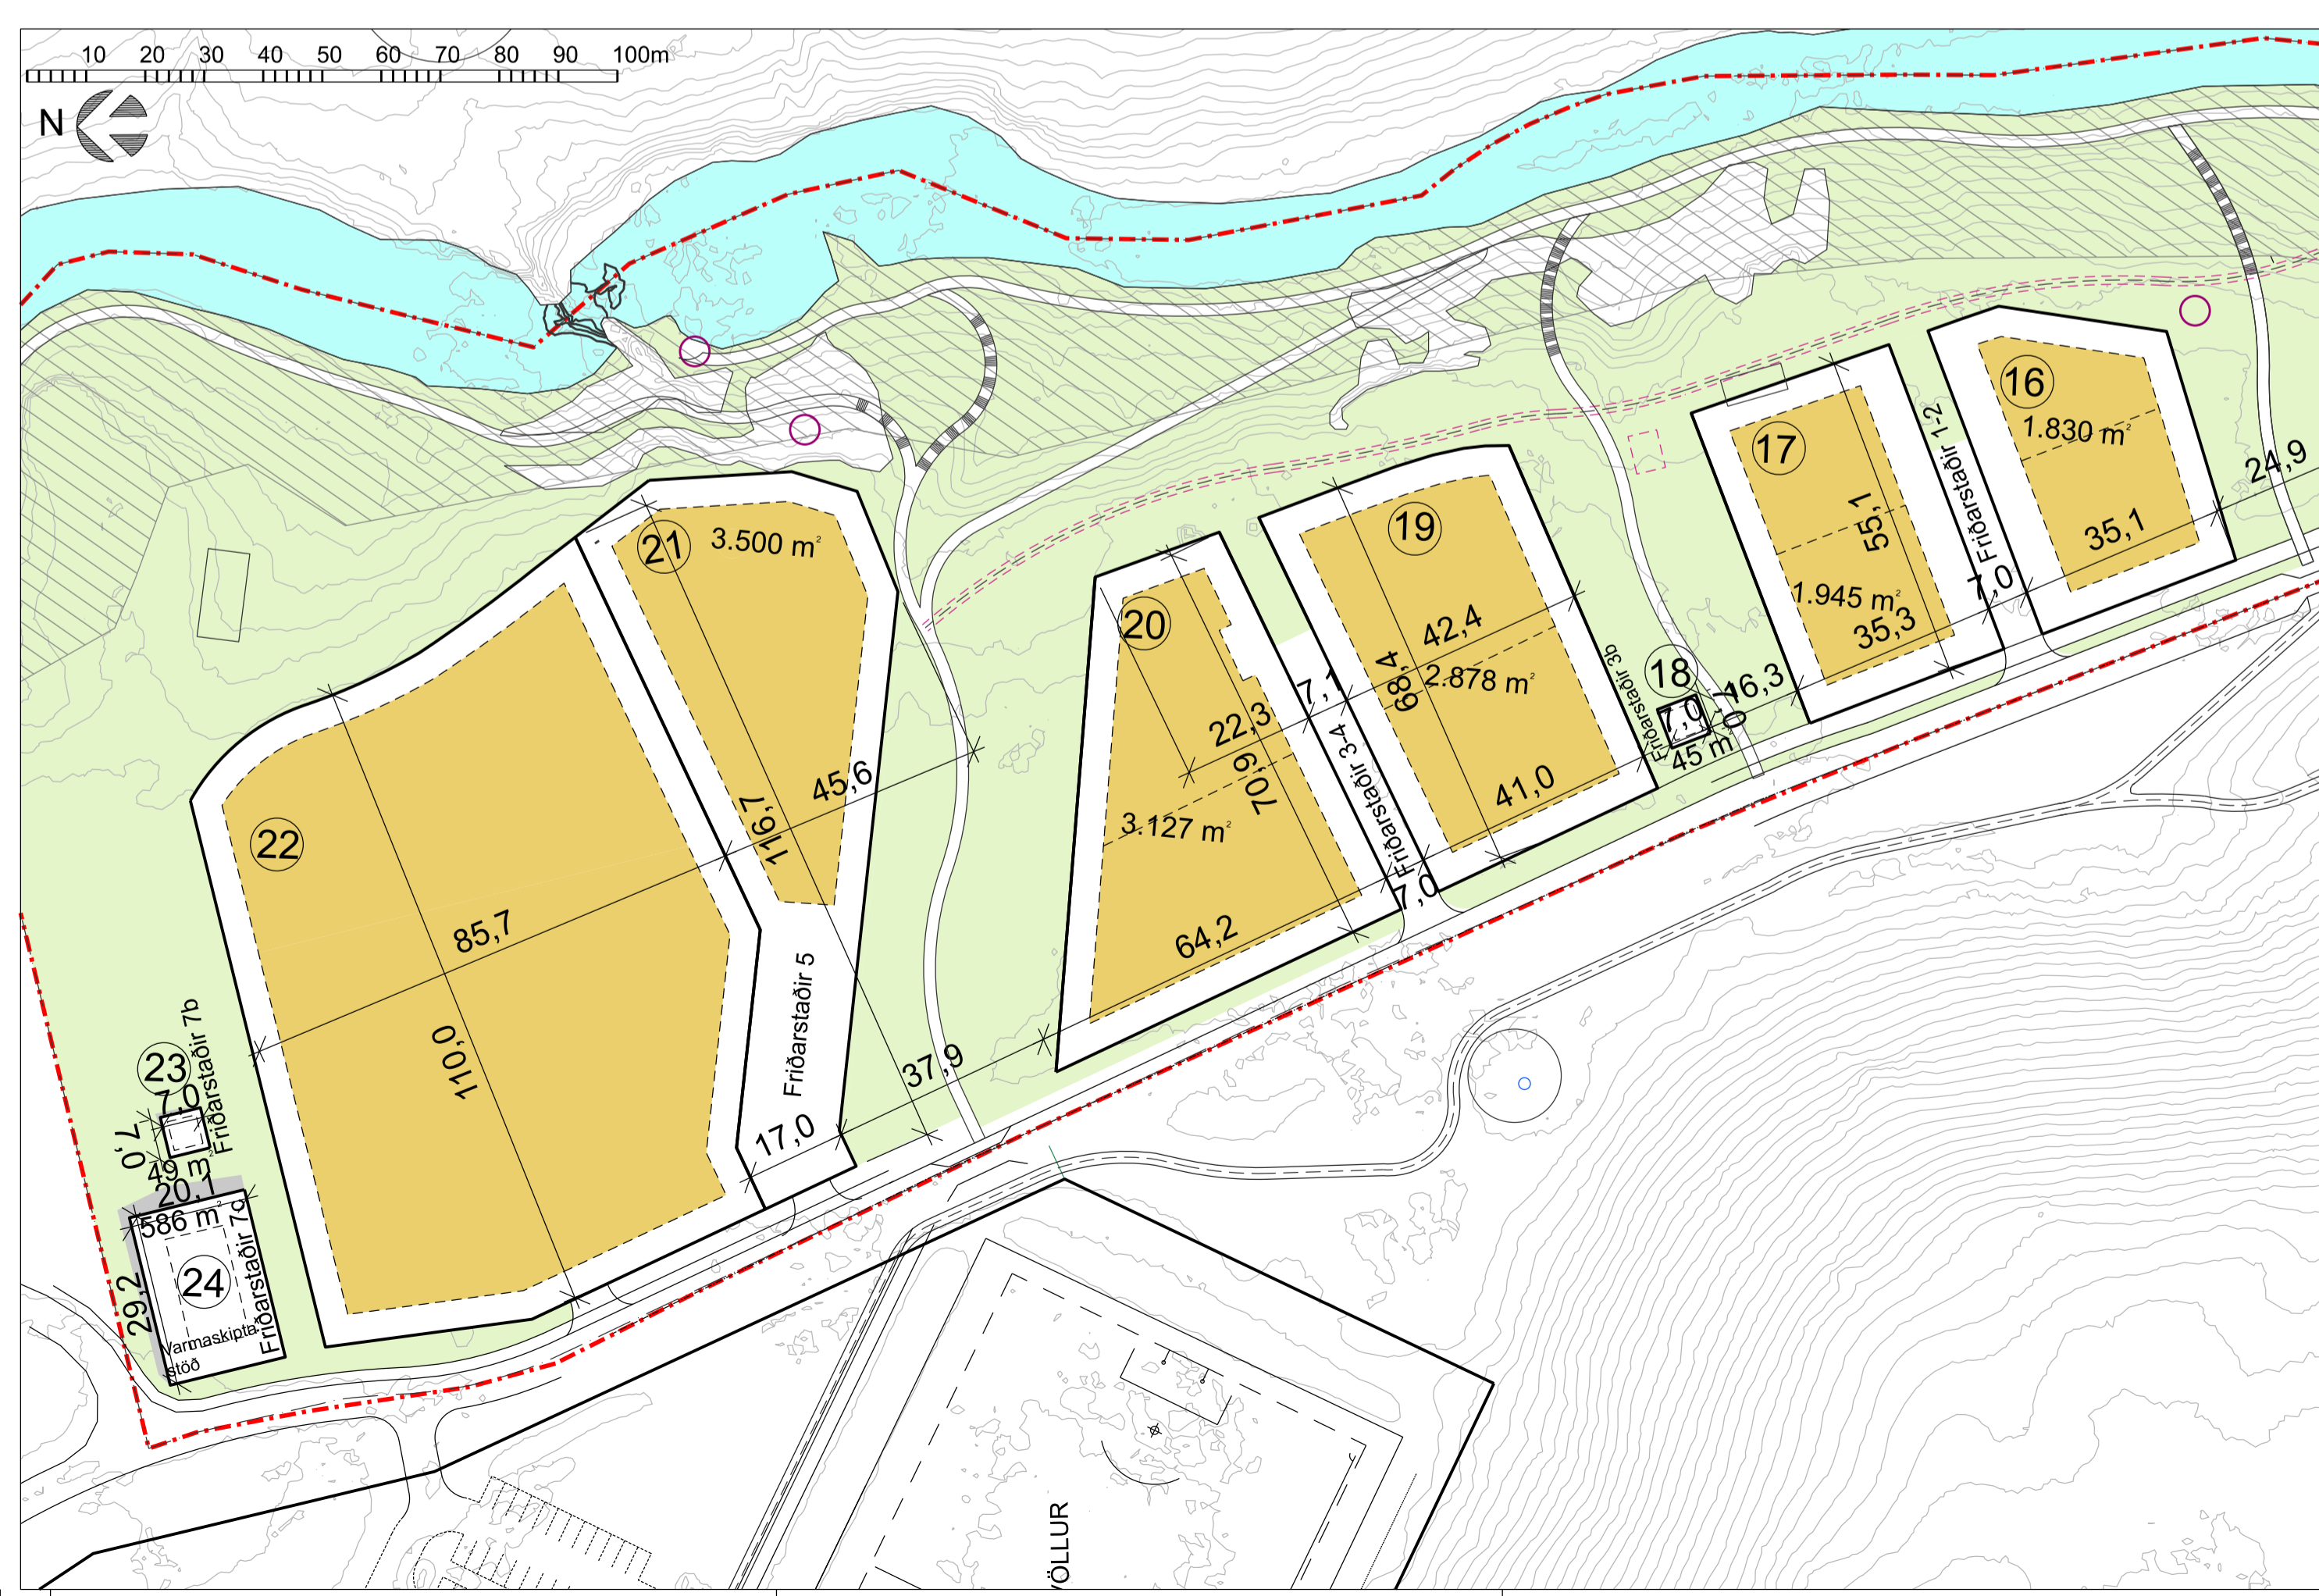 10 20 30 40 50 60 70 80 90 100m
N
16
1.830 m²
35,1
24,9
Friðarstaðir 1-2
7,0
17
55,1
1.945 m²
35,3
16,3
18
7,0
7,0
45 m²
Friðarstaðir 3b
19
42,4
68,4
2.878 m²
41,0
7,1
Friðarstaðir 3-4
7,0
20
22,3
70,9
3.127 m²
64,2
21
3.500 m²
45,6
116,7
Friðarstaðir 5
17,0
37,9
22
85,7
110,0
23
Friðarstaðir 7b
7,0
7,0
49 m²
20,1
586 m²
24
29,2
Friðarstaðir 7c
Varmaskipta-
stöð
VÖLLUR